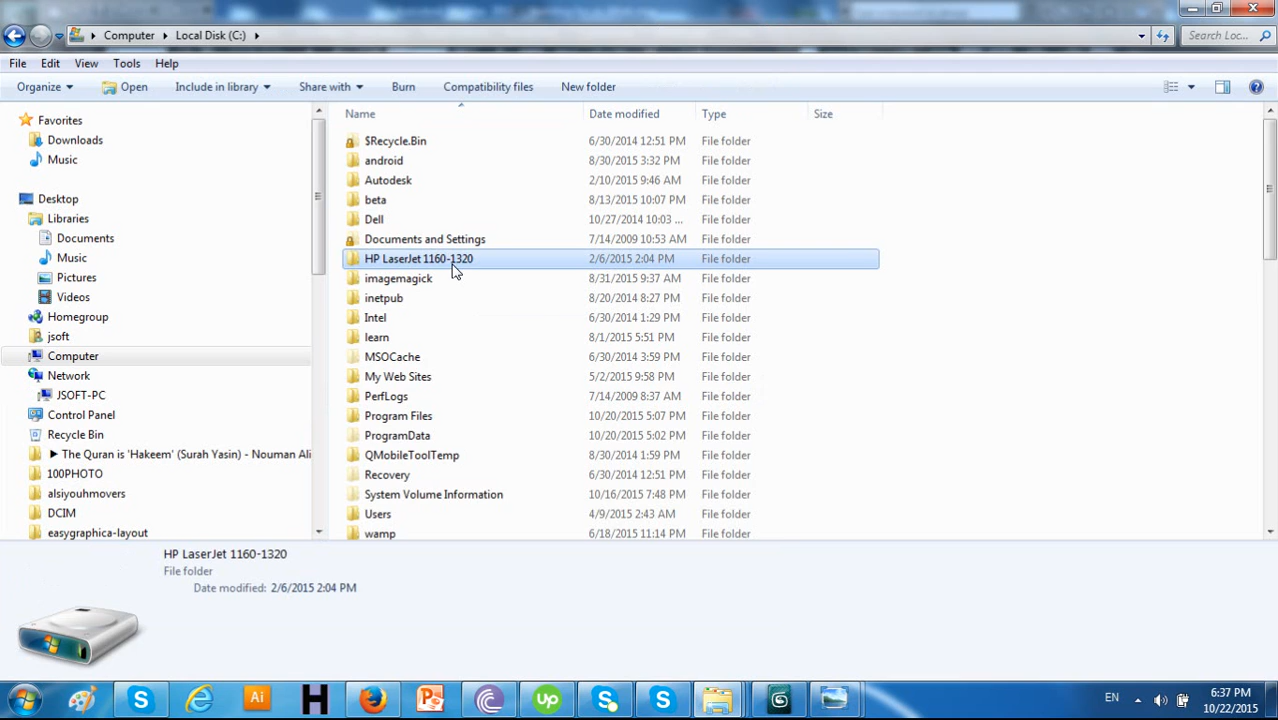 Computer Local Disk (C:) Search Loc...
File Edit View Tools Help
Organize Open Include in library Share with Burn Compatibility files New folder
Name Date modified Type Size
Favorites
Downloads
Music
Desktop
Libraries
Documents
Music
Pictures
Videos
Homegroup
jsoft
Computer
Network
JSOFT-PC
Control Panel
Recycle Bin
▶ The Quran is 'Hakeem' (Surah Yasin) - Nouman Ali
100PHOTO
alsiyouhmovers
DCIM
easygraphica-layout
$Recycle.Bin 6/30/2014 12:51 PM File folder
android 8/30/2015 3:32 PM File folder
Autodesk 2/10/2015 9:46 AM File folder
beta 8/13/2015 10:07 PM File folder
Dell 10/27/2014 10:03 ... File folder
Documents and Settings 7/14/2009 10:53 AM File folder
HP LaserJet 1160-1320 2/6/2015 2:04 PM File folder
imagemagick 8/31/2015 9:37 AM File folder
inetpub 8/20/2014 8:27 PM File folder
Intel 6/30/2014 1:29 PM File folder
learn 8/1/2015 5:51 PM File folder
MSOCache 6/30/2014 3:59 PM File folder
My Web Sites 5/2/2015 9:58 PM File folder
PerfLogs 7/14/2009 8:37 AM File folder
Program Files 10/20/2015 5:07 PM File folder
ProgramData 10/20/2015 5:02 PM File folder
QMobileToolTemp 8/30/2014 1:59 PM File folder
Recovery 6/30/2014 12:51 PM File folder
System Volume Information 10/16/2015 7:48 PM File folder
Users 4/9/2015 2:43 AM File folder
wamp 6/18/2015 11:14 PM File folder
HP LaserJet 1160-1320
File folder
Date modified: 2/6/2015 2:04 PM
Ai
H
up
EN
6:37 PM
10/22/2015